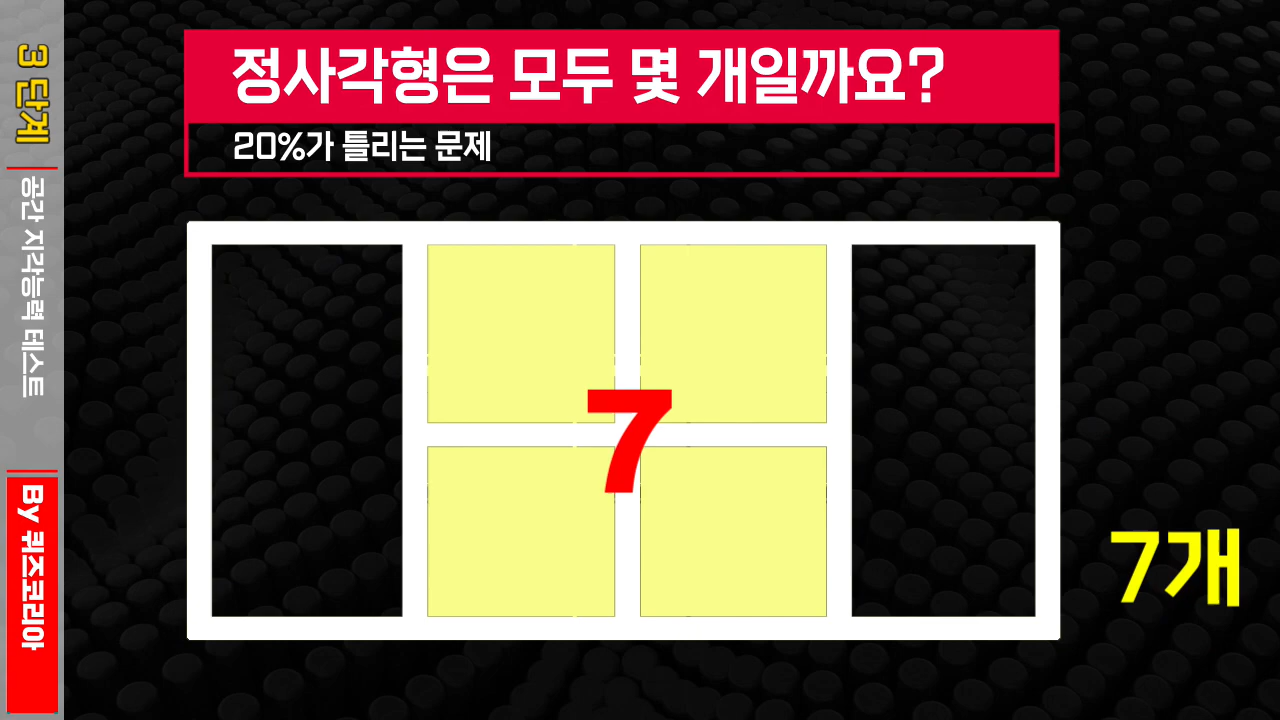 정사각형은 모두 몇 개일까요?
20%가 틀리는 문제
3 단계
공간 지각능력 테스트
By 퀴즈코리아
7
7개